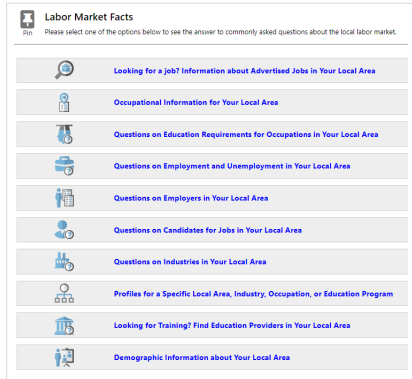 Labor Market Facts
Pin
Please select one of the options below to see the answer to commonly asked questions about the local labor market.
Looking for a job? Information about Advertised Jobs in Your Local Area
Occupational Information for Your Local Area
Questions on Education Requirements for Occupations in Your Local Area
Questions on Employment and Unemployment in Your Local Area
Questions on Employers in Your Local Area
Questions on Candidates for Jobs in Your Local Area
Questions on Industries in Your Local Area
Profiles for a Specific Local Area, Industry, Occupation, or Education Program
Looking for Training? Find Education Providers in Your Local Area
Demographic Information about Your Local Area